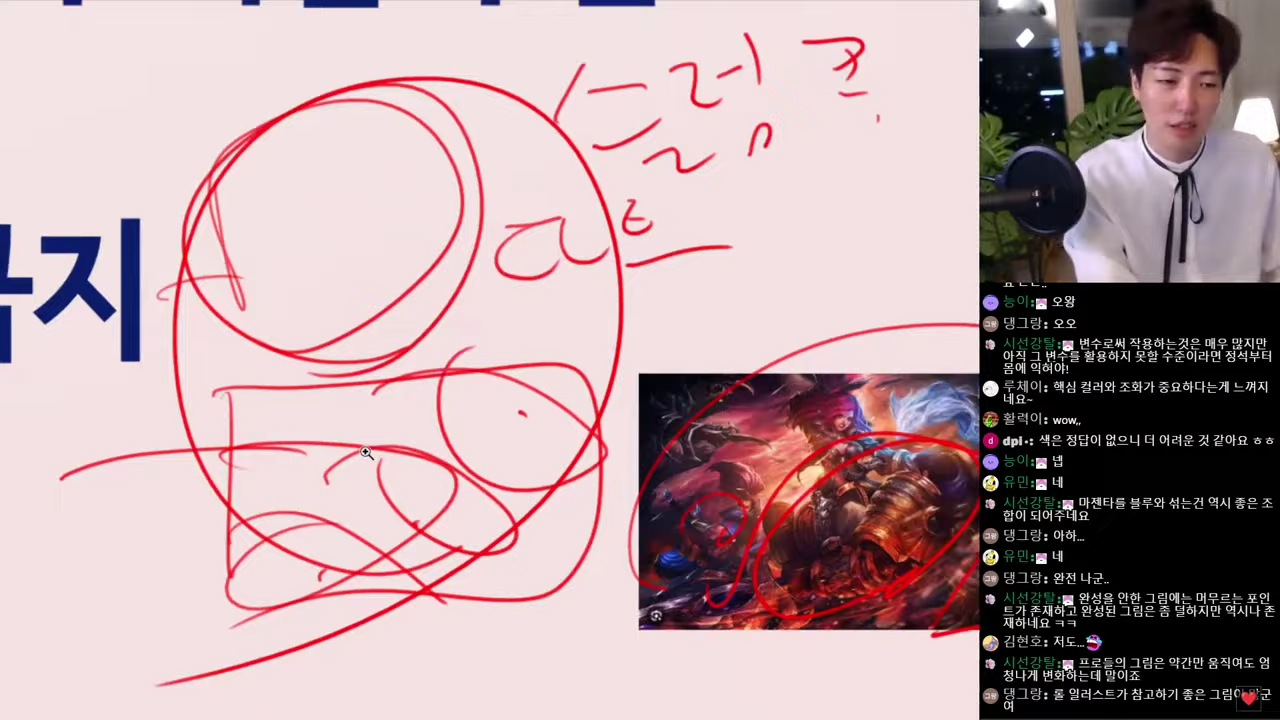 지
요
능이: 오왕
댕그랑: 오오
시선강탈: 변수로써 작용하는것은 매우 많지만
아직 그 변수를 활용하지 못할 수준이라면 정석부터
몸에 익혀야!
루체이: 핵심 컬러와 조화가 중요하다는게 느껴지
네요~
활력이: wow,,
dpi·: 색은 정답이 없으니 더 어려운 것 같아요 ㅎㅎ
능이: 넵
유민: 네
시선강탈: 마젠타를 블루와 섞는건 역시 좋은 조
합이 되어주네요
댕그랑: 아하...
유민: 네
댕그랑: 완전 나군..
시선강탈: 완성을 안한 그림에는 머무르는 포인
트가 존재하고 완성된 그림은 좀 덜하지만 역시나 존
재하네요 ㅋㅋ
김현호: 저도...
시선강탈: 프로들의 그림은 약간만 움직여도 엄
청나게 변화하는데 말이죠
댕그랑: 롤 일러스트가 참고하기 좋은
여